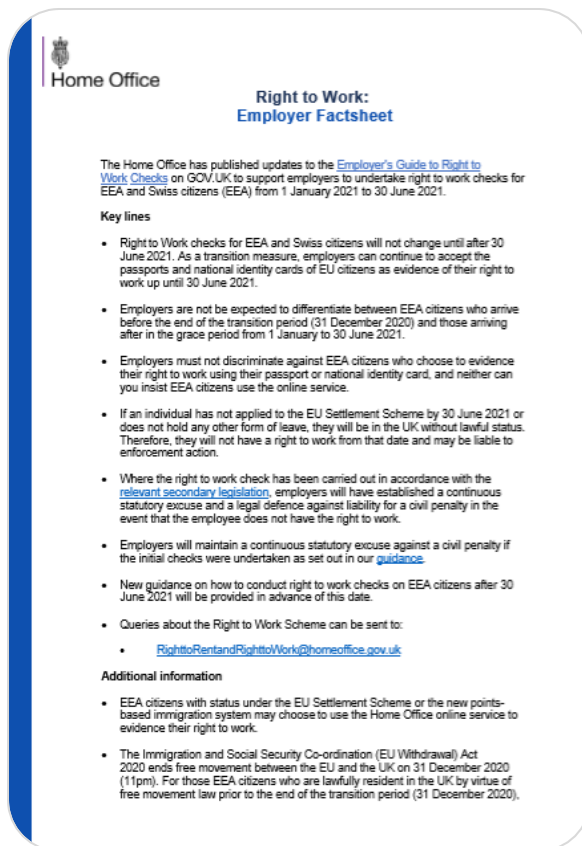 Home Office
Right to Work:
Employer Factsheet
The Home Office has published updates to the Employer's Guide to Right to
Work Checks on GOV.UK to support employers to undertake right to work checks for
EEA and Swiss citizens (EEA) from 1 January 2021 to 30 June 2021.
Key lines
• Right to Work checks for EEA and Swiss citizens will not change until after 30
June 2021. As a transition measure, employers can continue to accept the
passports and national identity cards of EU citizens as evidence of their right to
work up until 30 June 2021.
• Employers are not be expected to differentiate between EEA citizens who arrive
before the end of the transition period (31 December 2020) and those arriving
after in the grace period from 1 January to 30 June 2021.
• Employers must not discriminate against EEA citizens who choose to evidence
their right to work using their passport or national identity card, and neither can
you insist EEA citizens use the online service.
• If an individual has not applied to the EU Settlement Scheme by 30 June 2021 or
does not hold any other form of leave, they will be in the UK without lawful status.
Therefore, they will not have a right to work from that date and may be liable to
enforcement action.
• Where the right to work check has been carried out in accordance with the
relevant secondary legislation, employers will have established a continuous
statutory excuse and a legal defence against liability for a civil penalty in the
event that the employee does not have the right to work.
• Employers will maintain a continuous statutory excuse against a civil penalty if
the initial checks were undertaken as set out in our guidance.
• New guidance on how to conduct right to work checks on EEA citizens after 30
June 2021 will be provided in advance of this date.
• Queries about the Right to Work Scheme can be sent to:
• RighttoRentandRighttoWork@homeoffice.gov.uk
Additional information
• EEA citizens with status under the EU Settlement Scheme or the new points-
based immigration system may choose to use the Home Office online service to
evidence their right to work.
• The Immigration and Social Security Co-ordination (EU Withdrawal) Act
2020 ends free movement between the EU and the UK on 31 December 2020
(11pm). For those EEA citizens who are lawfully resident in the UK by virtue of
free movement law prior to the end of the transition period (31 December 2020),